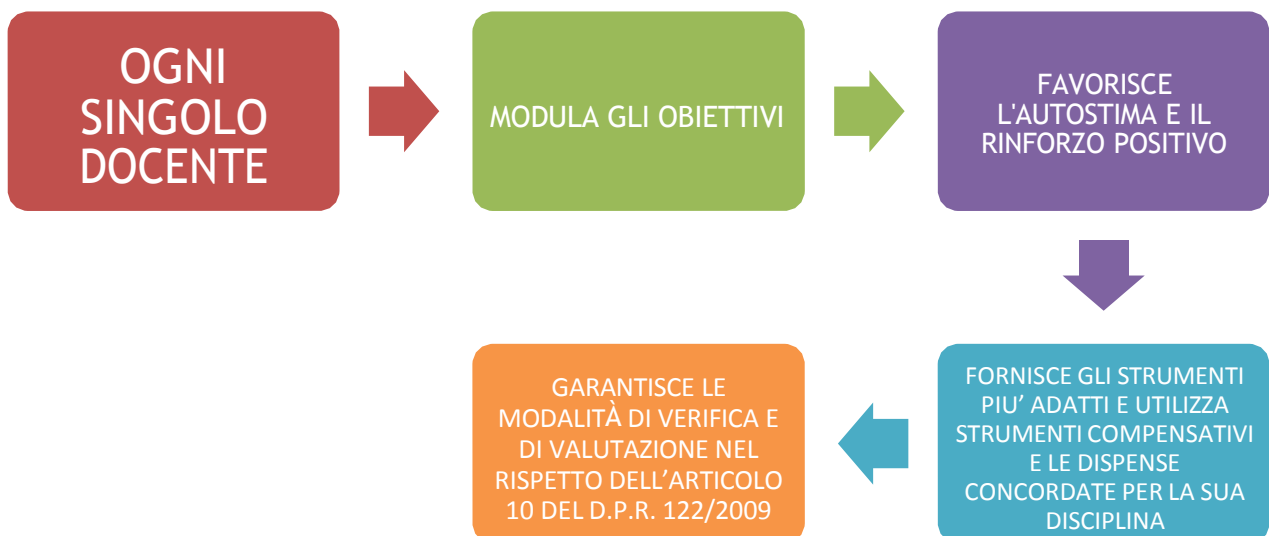 OGNI
SINGOLO
DOCENTE
MODULA GLI OBIETTIVI
FAVORISCE
L'AUTOSTIMA E IL
RINFORZO POSITIVO
FORNISCE GLI STRUMENTI
PIU’ ADATTI E UTILIZZA
STRUMENTI COMPENSATIVI
E LE DISPENSE
CONCORDATE PER LA SUA
DISCIPLINA
GARANTISCE LE
MODALITÀ DI VERIFICA E
DI VALUTAZIONE NEL
RISPETTO DELL’ARTICOLO
10 DEL D.P.R. 122/2009